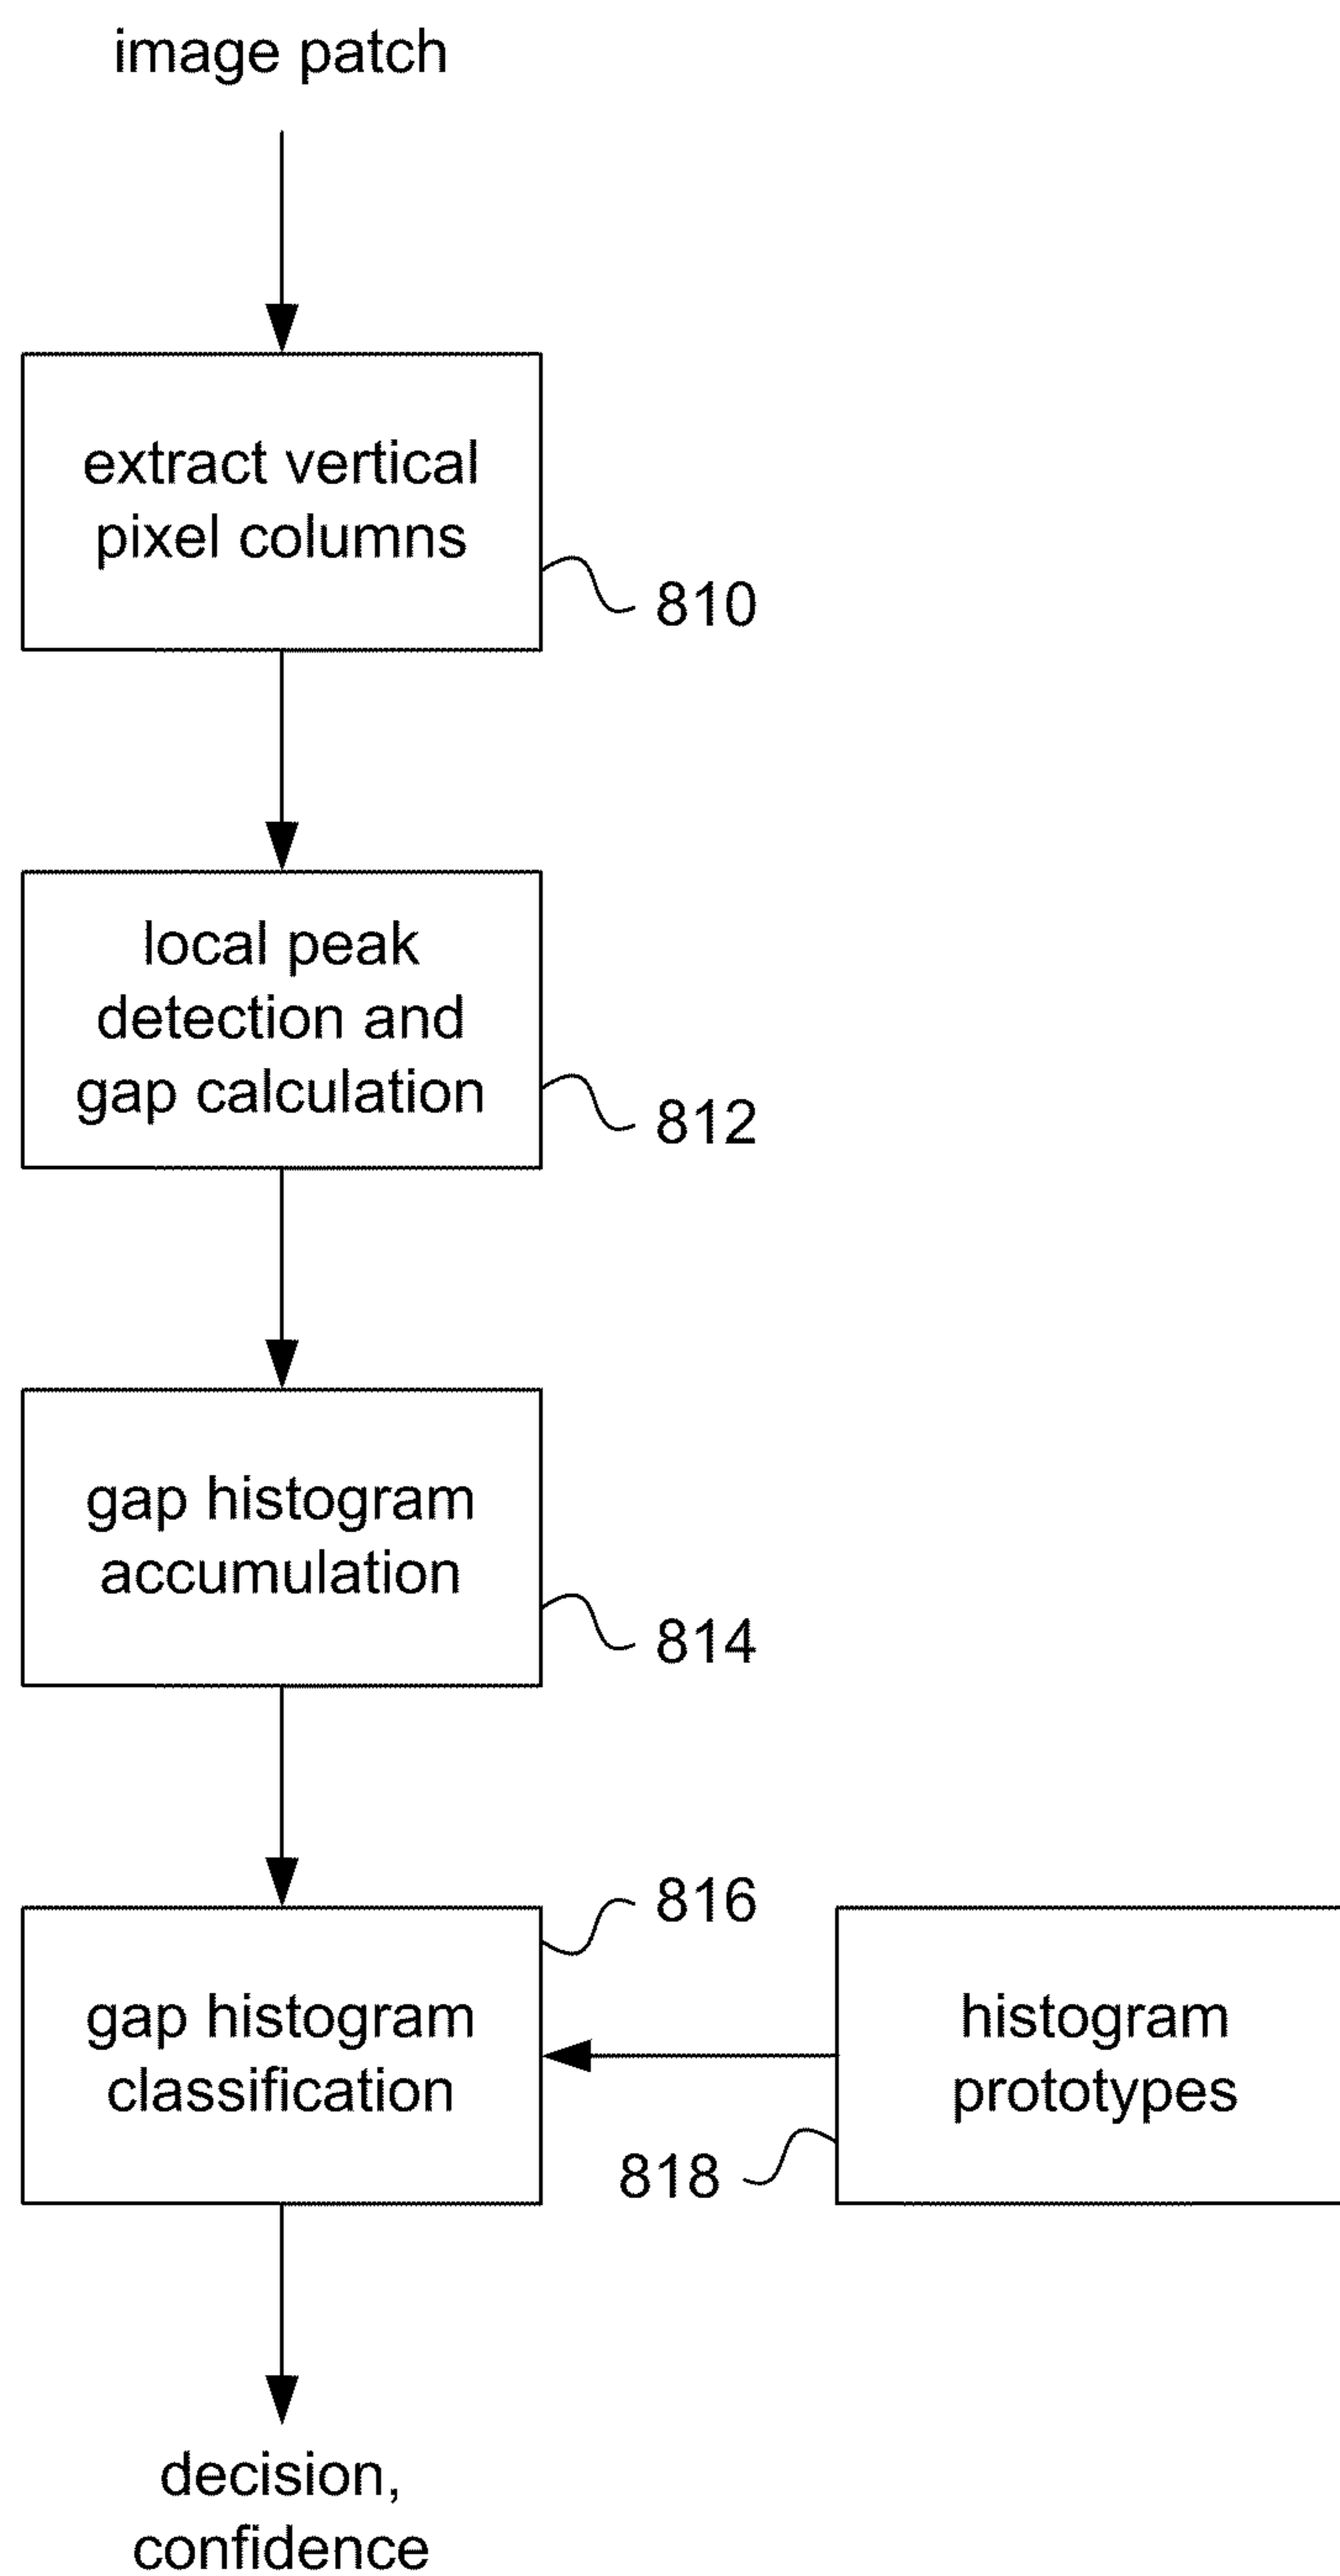 image patch
extract vertical
pixel columns
810
local peak
detection and
gap calculation
812
gap histogram
accumulation
814
816
gap histogram
classification
histogram
prototypes
818
decision,
confidence